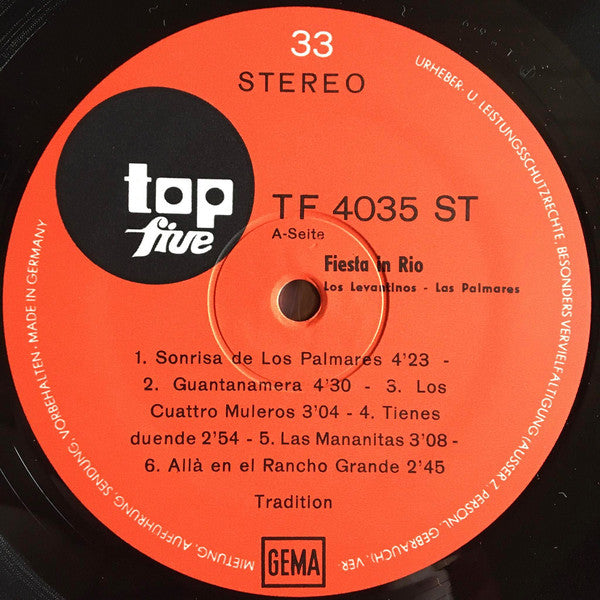 33
STEREO
top
five
TF 4035 ST
A-Seite
Fiesta in Rio
Los Levantinos - Las Palmares
1. Sonrisa de Los Palmares 4'23 -
2. Guantanamera 4'30 - 3. Los
Cuattro Muleros 3'04 - 4. Tienes
duende 2'54 - 5. Las Mananitas 3'08 -
6. Allà en el Rancho Grande 2'45
Tradition
GEMA
URHEBER- U. LEISTUNGSSCHUTZRECHTE, BESONDERS VERVIELFALTIGUNG (AUSSER Z. PERSONL. GEBRAUCH), VER-
MIETUNG, AUFFUHRUNG, SENDUNG, VORBEHALTEN · MADE IN GERMANY